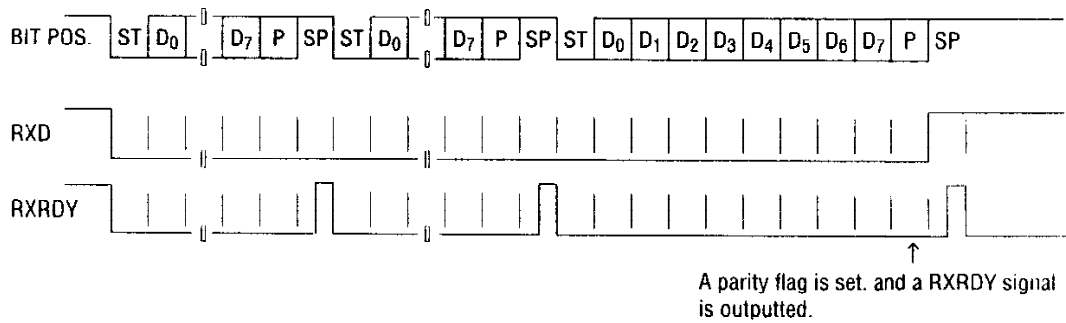 BIT POS. ST D0 D7 P SP ST D0 D7 P SP ST D0 D1 D2 D3 D4 D5 D6 D7 P SP
RXD
RXRDY
A parity flag is set. and a RXRDY signal
is outputted.